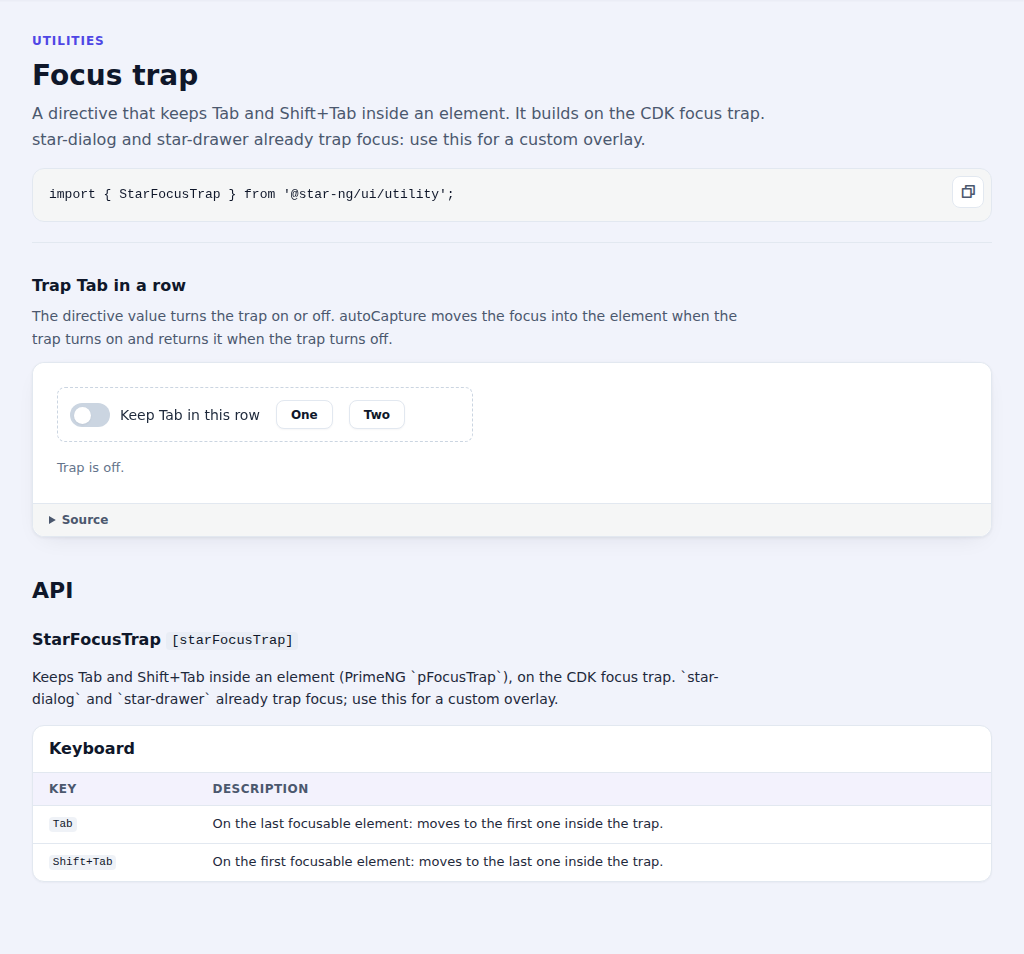 UTILITIES
Focus trap
A directive that keeps Tab and Shift+Tab inside an element. It builds on the CDK focus trap.
star-dialog and star-drawer already trap focus: use this for a custom overlay.
import { StarFocusTrap } from '@star-ng/ui/utility';
Trap Tab in a row
The directive value turns the trap on or off. autoCapture moves the focus into the element when the
trap turns on and returns it when the trap turns off.
Keep Tab in this row One Two
Trap is off.
Source
API
StarFocusTrap [starFocusTrap]
Keeps Tab and Shift+Tab inside an element (PrimeNG `pFocusTrap`), on the CDK focus trap. `star-
dialog` and `star-drawer` already trap focus; use this for a custom overlay.
Keyboard
KEY DESCRIPTION
Tab On the last focusable element: moves to the first one inside the trap.
Shift+Tab On the first focusable element: moves to the last one inside the trap.